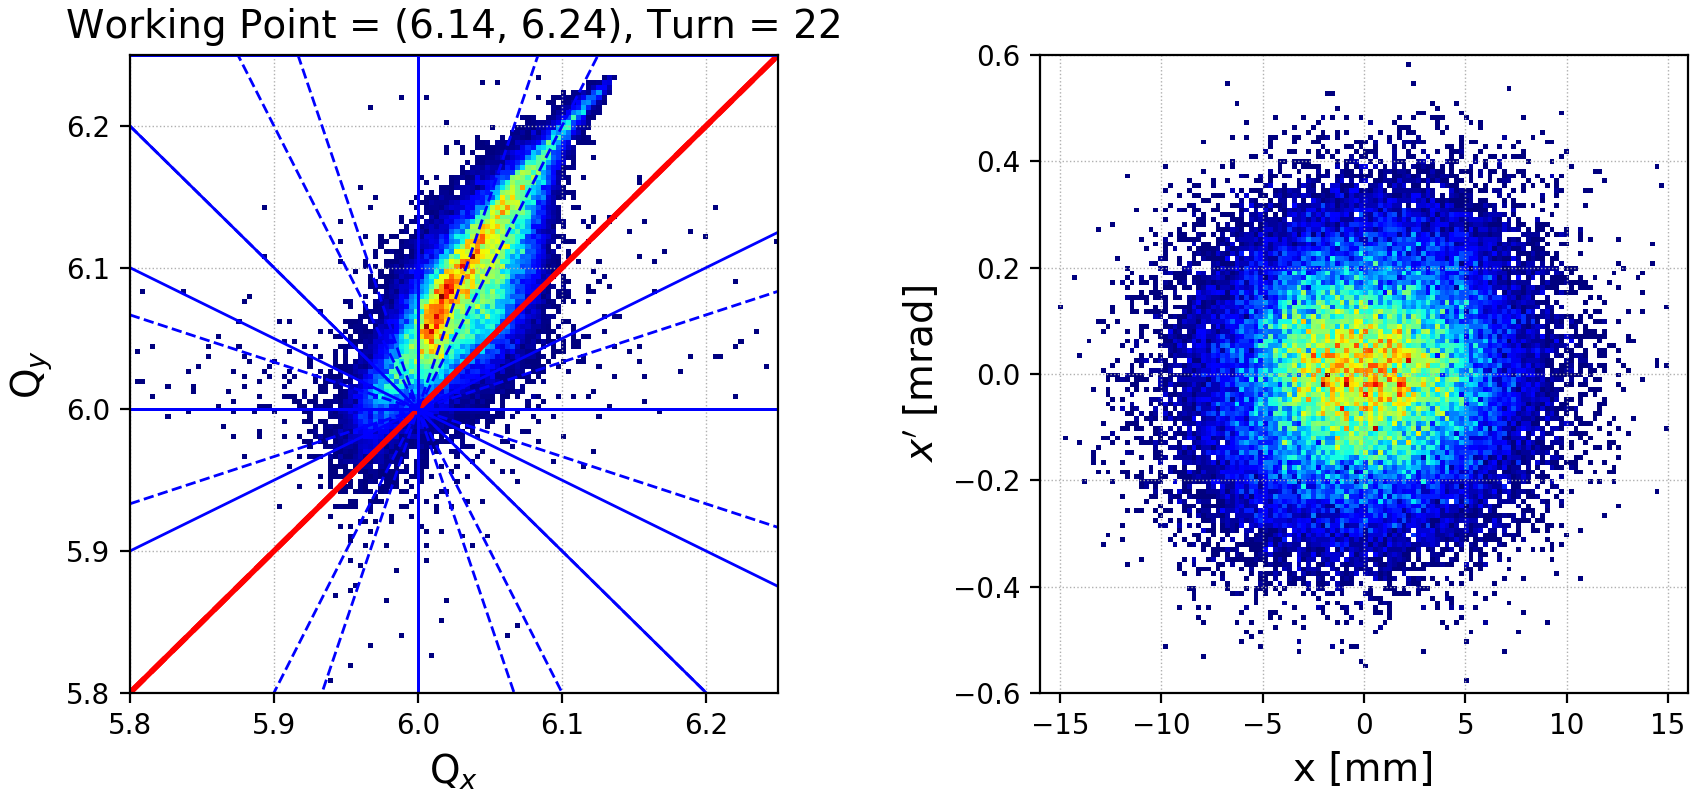 Working Point = (6.14, 6.24), Turn = 22
6.2
6.1
6.0
5.9
5.8
5.8 5.9 6.0 6.1 6.2
Qy
Qx
0.6
0.4
0.2
0.0
−0.2
−0.4
−0.6
−15 −10 −5 0 5 10 15
x′ [mrad]
x [mm]